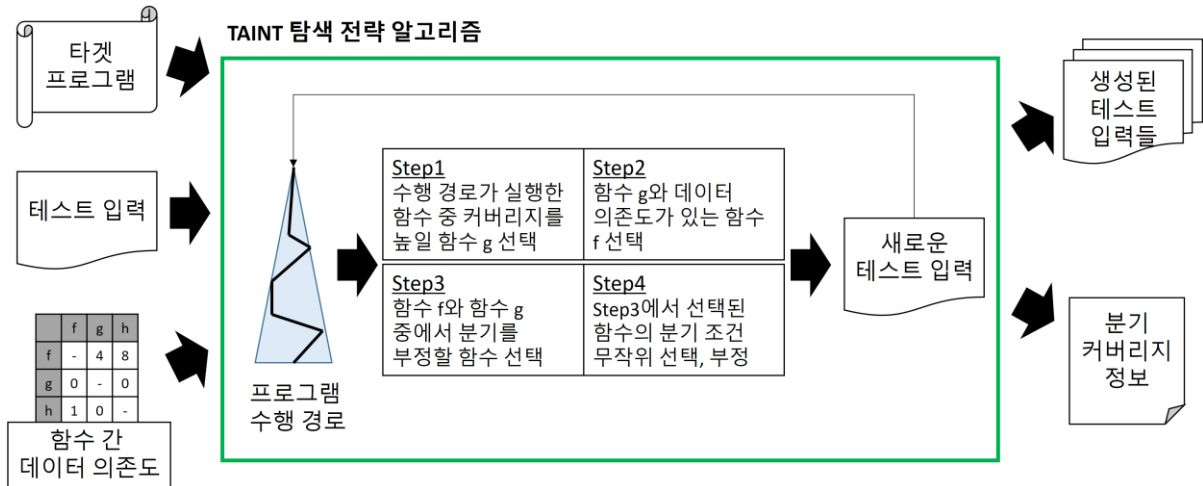 TAINT 탐색 전략 알고리즘
타겟
프로그램
테스트 입력
f g h
f - 4 8
g 0 - 0
h 1 0 -
함수 간
데이터 의존도
프로그램
수행 경로
Step1
수행 경로가 실행한
함수 중 커버리지를
높일 함수 g 선택
Step2
함수 g와 데이터
의존도가 있는 함수
f 선택
Step3
함수 f와 함수 g
중에서 분기를
부정할 함수 선택
Step4
Step3에서 선택된
함수의 분기 조건
무작위 선택, 부정
새로운
테스트 입력
생성된
테스트
입력들
분기
커버리지
정보